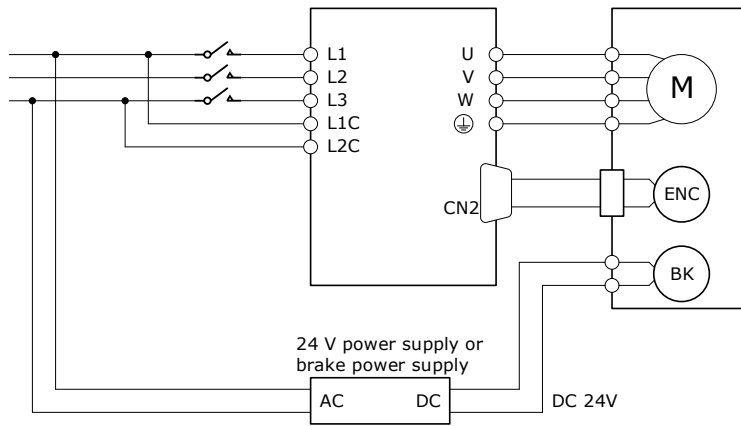 L1
U
L2
V
M
L3
W
L1C
L2C
CN2
ENC
BK
24 V power supply or
brake power supply
AC
DC
DC 24V